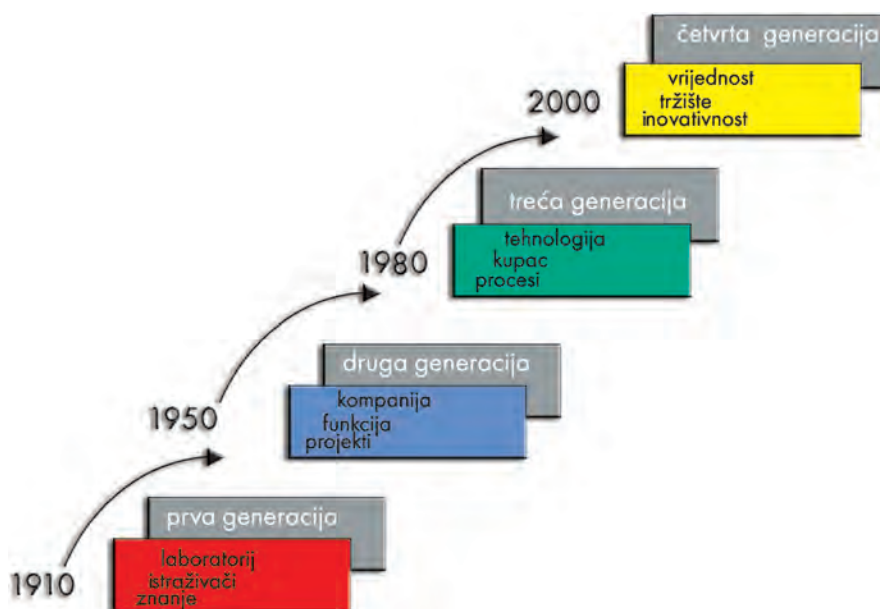 četvrta generacija
vrijednost
tržište
inovativnost
2000
treća generacija
tehnologija
kupac
procesi
1980
druga generacija
kompanija
funkcija
projekti
1950
prva generacija
laboratorij
istraživači
znanje
1910